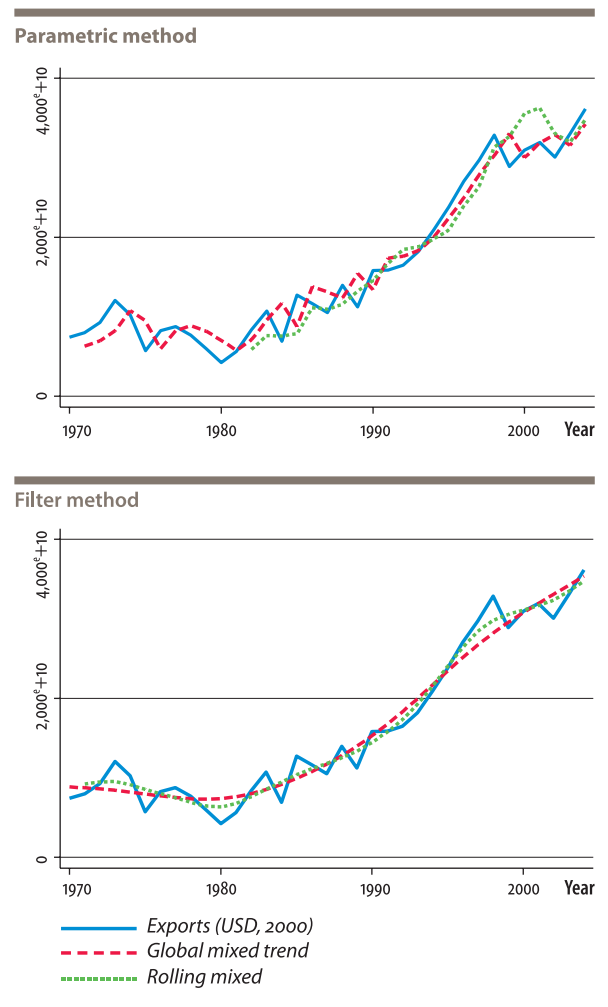 Parametric method
4,000e+10
2,000e+10
0
1970 1980 1990 2000 Year
Filter method
4,000e+10
2,000e+10
0
1970 1980 1990 2000 Year
Exports (USD, 2000)
Global mixed trend
Rolling mixed